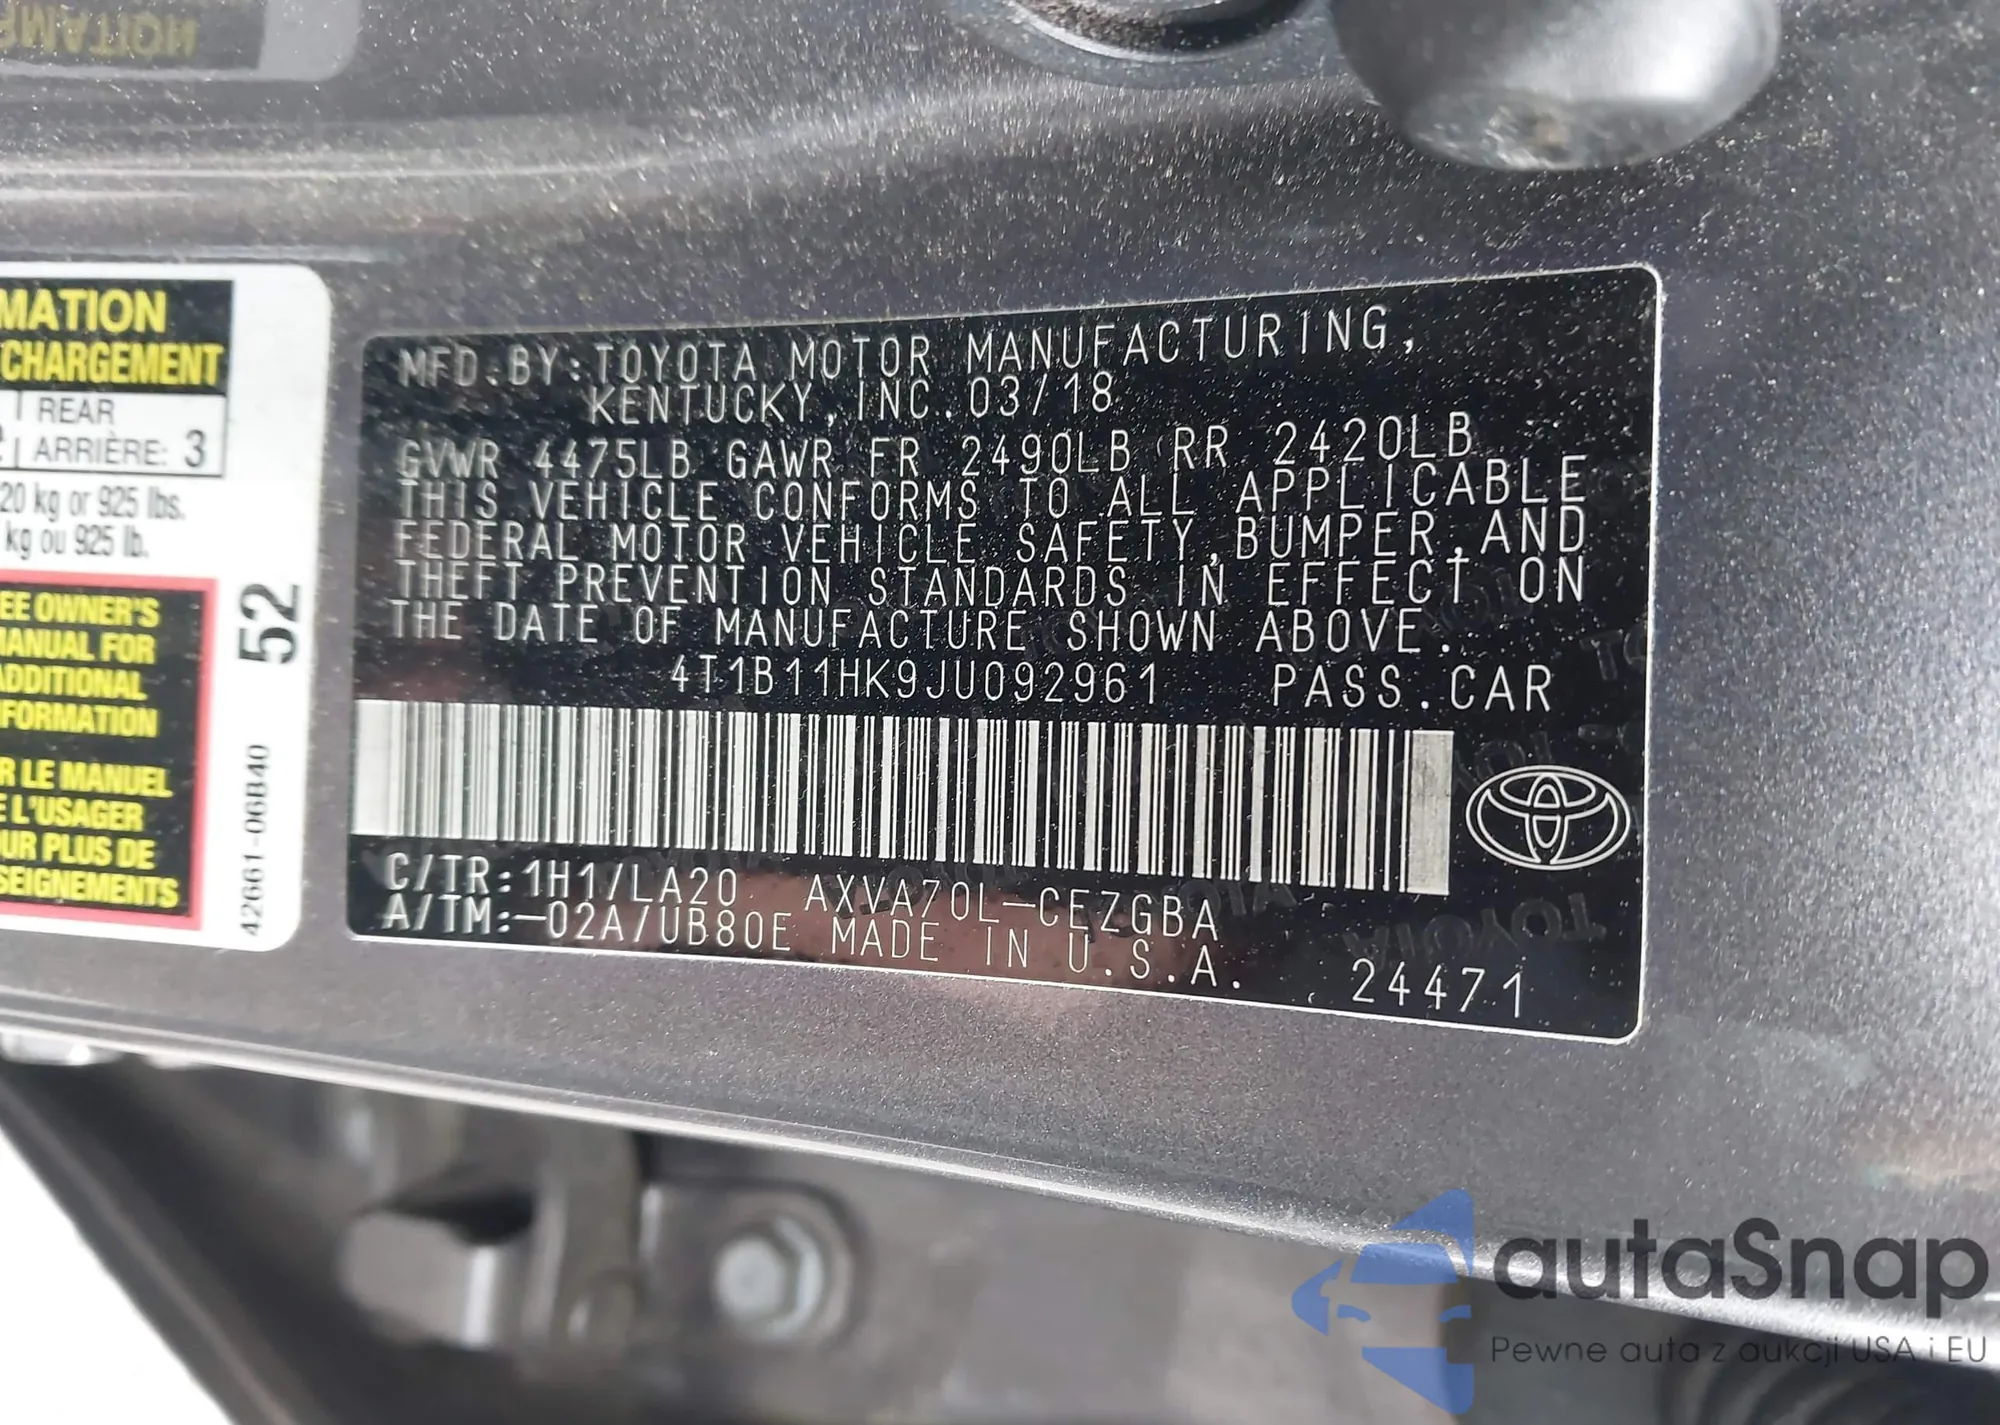 MATION
CHARGEMENT
REAR
ARRIÈRE: 3
20 kg or 925 lbs.
kg ou 925 lb.
EE OWNER'S
MANUAL FOR
ADDITIONAL
FORMATION
R LE MANUEL
E L'USAGER
UR PLUS DE
SEIGNEMENTS
52
42661-06B40
MFD.BY:TOYOTA MOTOR MANUFACTURING,
KENTUCKY,INC.03/18
GVWR 4475LB GAWR FR 2490LB RR 2420LB
THIS VEHICLE CONFORMS TO ALL APPLICABLE
FEDERAL MOTOR VEHICLE SAFETY,BUMPER,AND
THEFT PREVENTION STANDARDS IN EFFECT ON
THE DATE OF MANUFACTURE SHOWN ABOVE.
4T1B11HK9JU092961 PASS.CAR
C/TR:1H1/LA20 AXVA70L-CEZGBA
A/TM:-02A/UB80E MADE IN U.S.A.
24471
autaSnap
Pewne auta z aukcji USA i EU